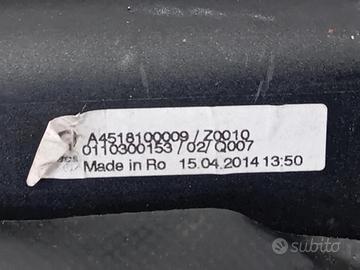 A4518100009 / Z0010
0110300153 / 02 / Q007
Made in Ro 15.04.2014 13:50
subito